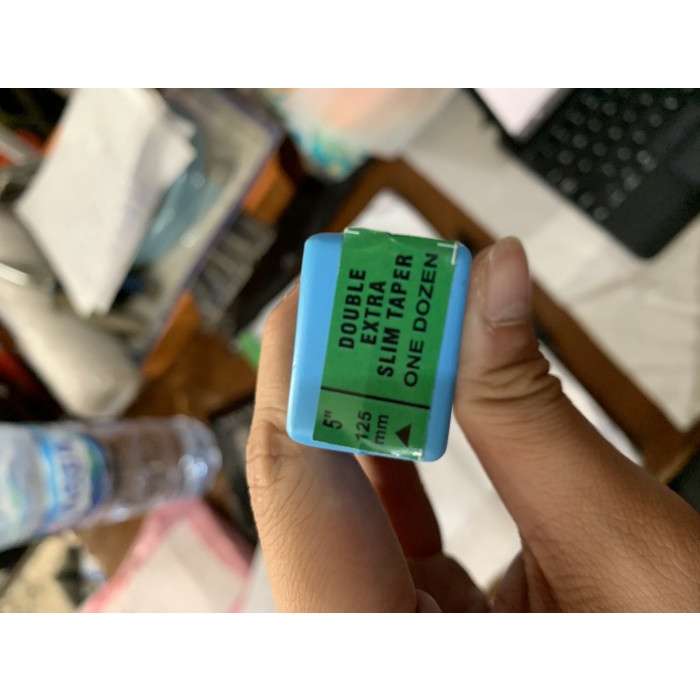 DOUBLE
EXTRA
SLIM TAPER
ONE DOZEN
5"
125
mm